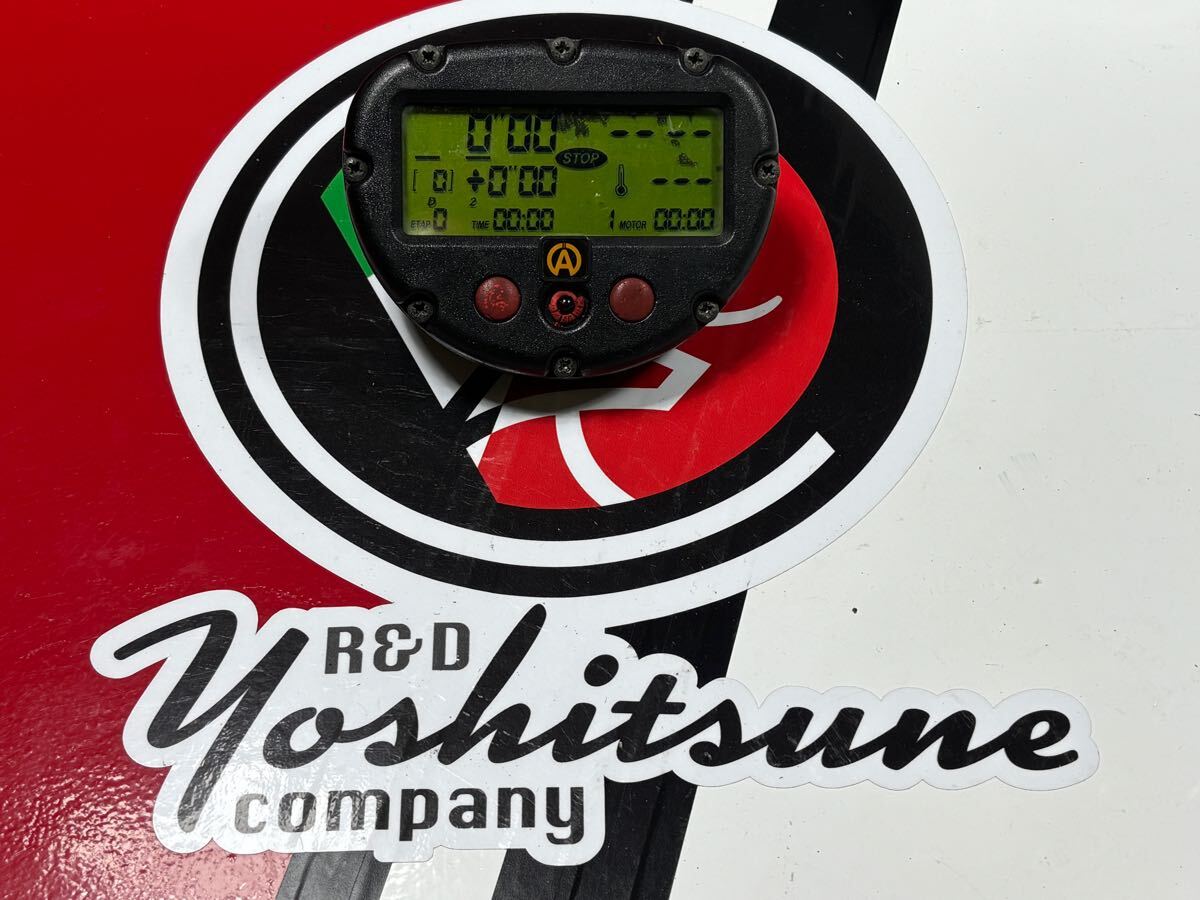 0"00 -- --
STOP
[ 0] +0"00 ---
ETAP 0 TIME 00:00 1 MOTOR 00:00
A
R&D
Yoshitsune
company